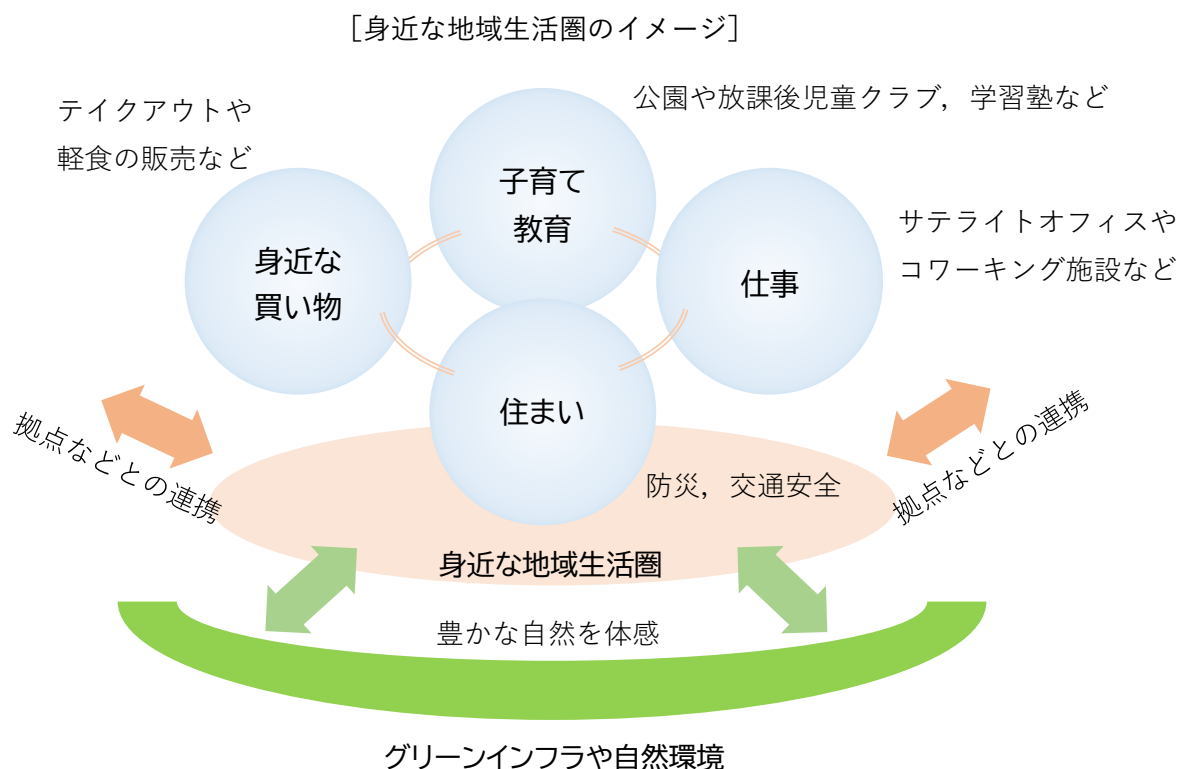 ［身近な地域生活圏のイメージ］
テイクアウトや
軽食の販売など
公園や放課後児童クラブ，学習塾など
子育て
教育
身近な
買い物
サテライトオフィスや
コワーキング施設など
仕事
住まい
拠点などとの連携
拠点などとの連携
防災，交通安全
身近な地域生活圏
豊かな自然を体感
グリーンインフラや自然環境